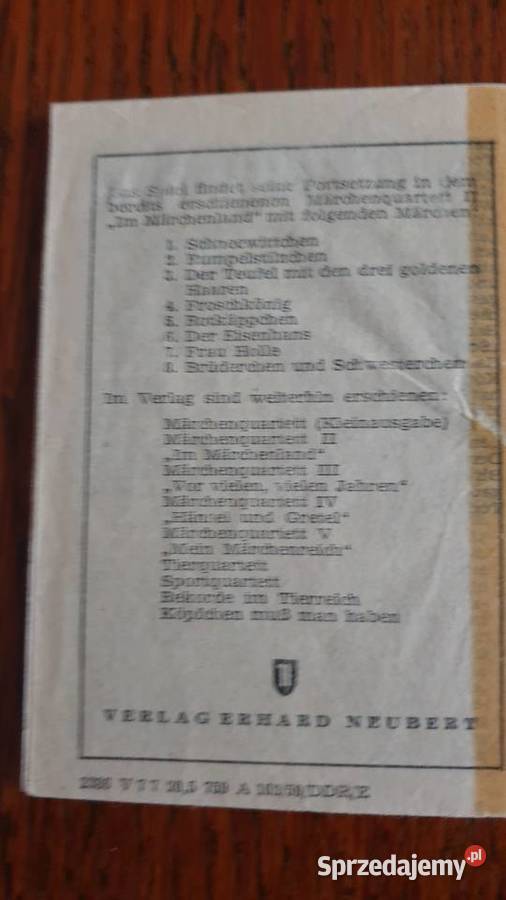 Das Spiel findet seine Fortsetzung in dem
bereits erschienenen Märchenquartett II
„Im Märchenland" mit folgenden Märchen:
1. Schneewittchen
2. Rumpelstilzchen
3. Der Teufel mit den drei goldenen
Haaren
4. Froschkönig
5. Rotkäppchen
6. Der Eisenhans
7. Frau Holle
8. Brüderchen und Schwesterchen
Im Verlag sind weiterhin erschienen:
Märchenquartett (Kleinausgabe)
Märchenquartett II
„Im Märchenland"
Märchenquartett III
„Vor vielen, vielen Jahren"
Märchenquartett IV
„Hänsel und Gretel"
Märchenquartett V
„Mein Märchenreich"
Tierquartett
Sportquartett
Rekorde im Tierreich
Köpfchen muß man haben
VERLAG ERHARD NEUBERT
V 7 7 A DDR/E
Sprzedajemy.pl